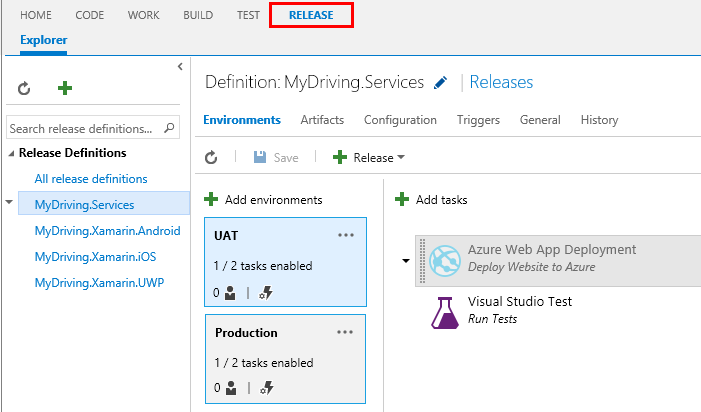 HOME CODE WORK BUILD TEST RELEASE
Explorer
Search release definitions...
Release Definitions
All release definitions
MyDriving.Services
MyDriving.Xamarin.Android
MyDriving.Xamarin.iOS
MyDriving.Xamarin.UWP
Definition: MyDriving.Services | Releases
Environments Artifacts Configuration Triggers General History
Save Release
Add environments
UAT ...
1 / 2 tasks enabled
0
Production ...
1 / 2 tasks enabled
0
Add tasks
Azure Web App Deployment
Deploy Website to Azure
Visual Studio Test
Run Tests